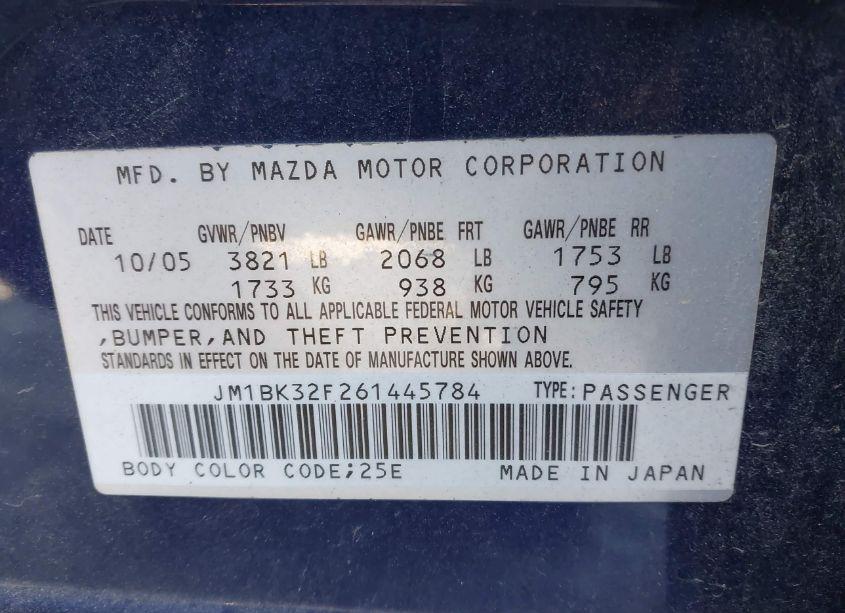 MFD. BY MAZDA MOTOR CORPORATION
DATE GVWR/PNBV GAWR/PNBE FRT GAWR/PNBE RR
10/05 3821 LB 2068 LB 1753 LB
1733 KG 938 KG 795 KG
THIS VEHICLE CONFORMS TO ALL APPLICABLE FEDERAL MOTOR VEHICLE SAFETY
,BUMPER,AND THEFT PREVENTION
STANDARDS IN EFFECT ON THE DATE OF MANUFACTURE SHOWN ABOVE.
JM1BK32F261445784 TYPE:PASSENGER
BODY COLOR CODE;25E MADE IN JAPAN